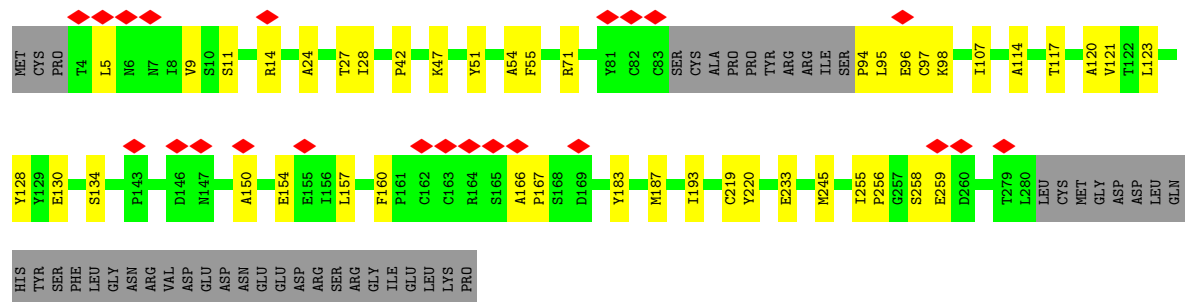 MET CYS PRO T4 L5 N6 N7 I8 V9 S10 S11 R14 A24 T27 I28 P42 K47 Y51 A54 F55 R71 Y81 C82 C83 SER CYS ALA PRO PRO TYR ARG ARG ILE SER P94 L95 E96 C97 K98 I107 A114 T117 A120 V121 T122 L123
Y128 Y129 E130 S134 P143 D146 N147 A150 E154 E155 I156 L157 F160 P161 C162 C163 R164 S165 A166 P167 S168 D169 Y183 M187 I193 C219 Y220 E233 M245 I255 P256 G257 S258 E259 D260 T279 L280 LEU CYS MET GLY ASP ASP LEU GLN
HIS TYR SER PHE LEU GLY ASN ARG VAL ASP GLU ASP ASN GLU GLU ASP ARG SER ARG GLY ILE GLU LEU LYS PRO